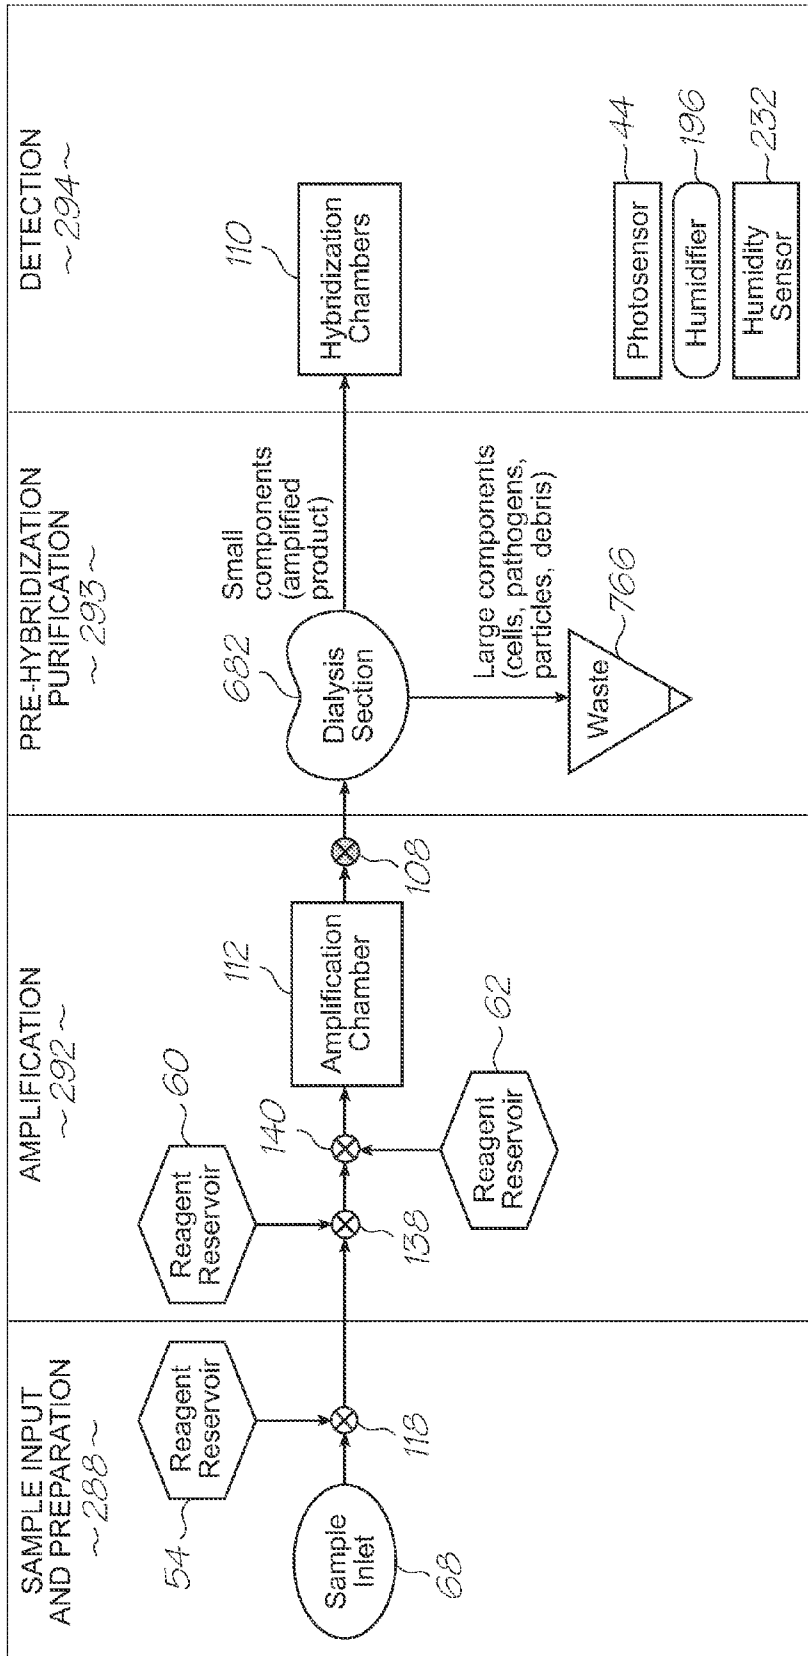 SAMPLE INPUT
AND PREPARATION
~288~
54
Reagent
Reservoir
118
Sample
Inlet
68
AMPLIFICATION
~292~
60
Reagent
Reservoir
138
140
112
Amplification
Chamber
108
Reagent
Reservoir
62
PRE-HYBRIDIZATION
PURIFICATION
~293~
682
Dialysis
Section
Small
components
(amplified
product)
Large components
(cells, pathogens,
particles, debris)
Waste
766
DETECTION
~294~
110
Hybridization
Chambers
Photosensor
44
Humidifier
196
Humidity
Sensor
232